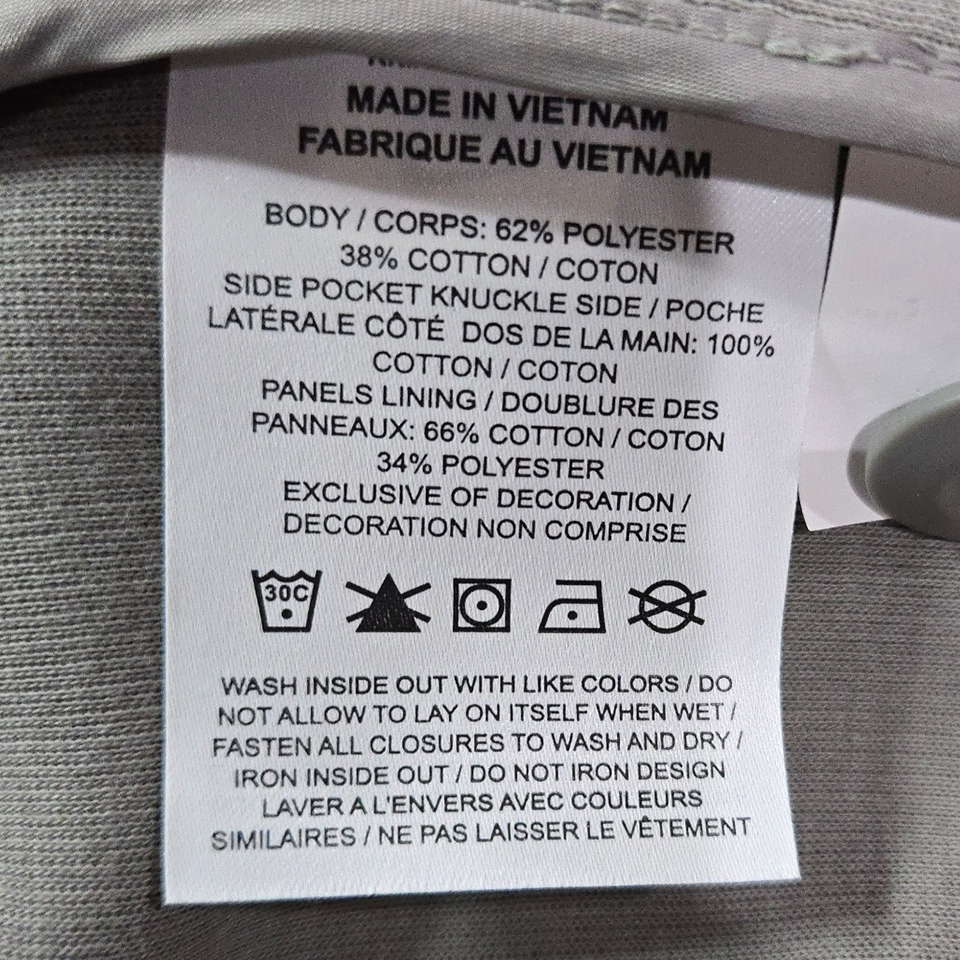 MADE IN VIETNAM
FABRIQUE AU VIETNAM
BODY / CORPS: 62% POLYESTER
38% COTTON / COTON
SIDE POCKET KNUCKLE SIDE / POCHE
LATÉRALE CÔTÉ DOS DE LA MAIN: 100%
COTTON / COTON
PANELS LINING / DOUBLURE DES
PANNEAUX: 66% COTTON / COTON
34% POLYESTER
EXCLUSIVE OF DECORATION /
DECORATION NON COMPRISE
30C
WASH INSIDE OUT WITH LIKE COLORS / DO
NOT ALLOW TO LAY ON ITSELF WHEN WET /
FASTEN ALL CLOSURES TO WASH AND DRY /
IRON INSIDE OUT / DO NOT IRON DESIGN
LAVER A L'ENVERS AVEC COULEURS
SIMILAIRES / NE PAS LAISSER LE VÊTEMENT